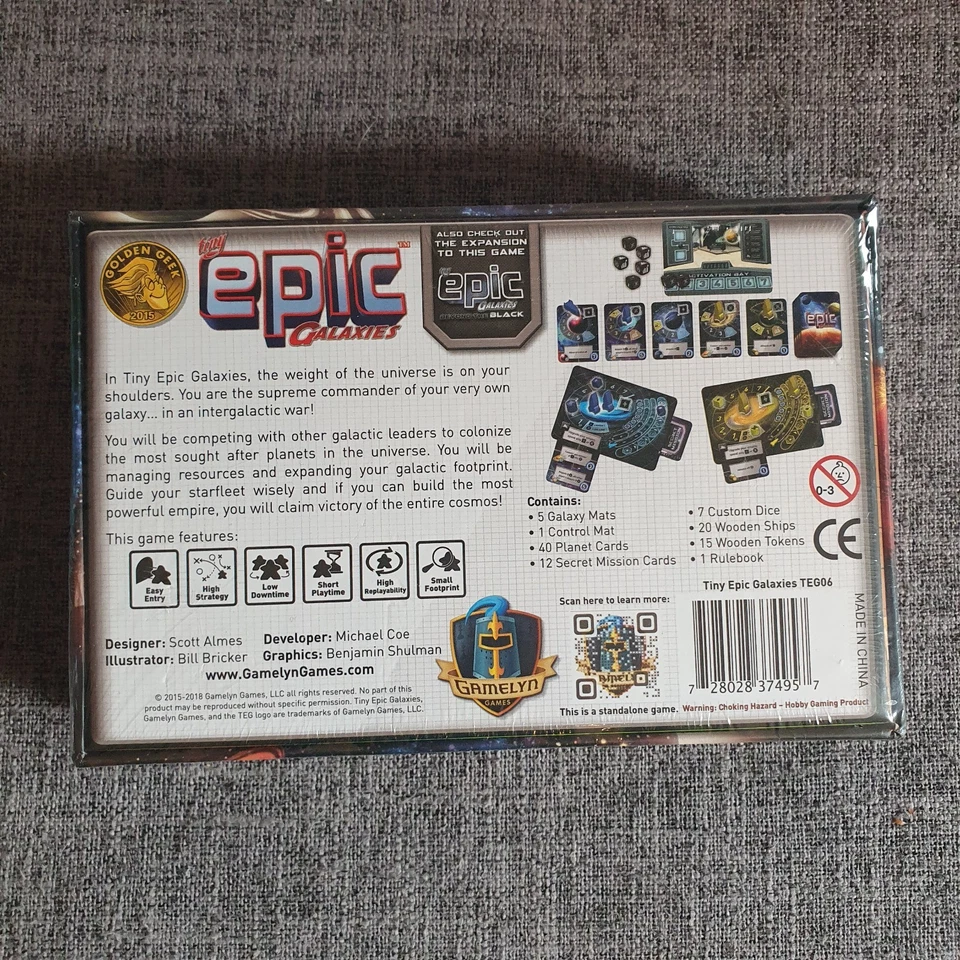 GOLDEN GEEK
2015
tiny
epic™
GALAXIES
ALSO CHECK OUT
THE EXPANSION
TO THIS GAME
epic
GALAXIES
BEYOND THE BLACK
ACTIVATION BAY
1 2 3 4 5 6 7
epic
In Tiny Epic Galaxies, the weight of the universe is on your
shoulders. You are the supreme commander of your very own
galaxy... in an intergalactic war!
You will be competing with other galactic leaders to colonize
the most sought after planets in the universe. You will be
managing resources and expanding your galactic footprint.
Guide your starfleet wisely and if you can build the most
powerful empire, you will claim victory of the entire cosmos!
This game features:
Easy
Entry
High
Strategy
Low
Downtime
Short
Playtime
High
Replayability
Small
Footprint
Contains:
• 5 Galaxy Mats
• 1 Control Mat
• 40 Planet Cards
• 12 Secret Mission Cards
• 7 Custom Dice
• 20 Wooden Ships
• 15 Wooden Tokens
• 1 Rulebook
0-3
CE
Tiny Epic Galaxies TEG06
Designer: Scott Almes
Developer: Michael Coe
Illustrator: Bill Bricker
Graphics: Benjamin Shulman
www.GamelynGames.com
© 2015-2018 Gamelyn Games, LLC all rights reserved. No part of this
product may be reproduced without specific permission. Tiny Epic Galaxies,
Gamelyn Games, and the TEG logo are trademarks of Gamelyn Games, LLC.
GAMELYN
GAMES
Scan here to learn more:
This is a standalone game.
7 28028 37495 7
Warning: Choking Hazard – Hobby Gaming Product
MADE IN CHINA